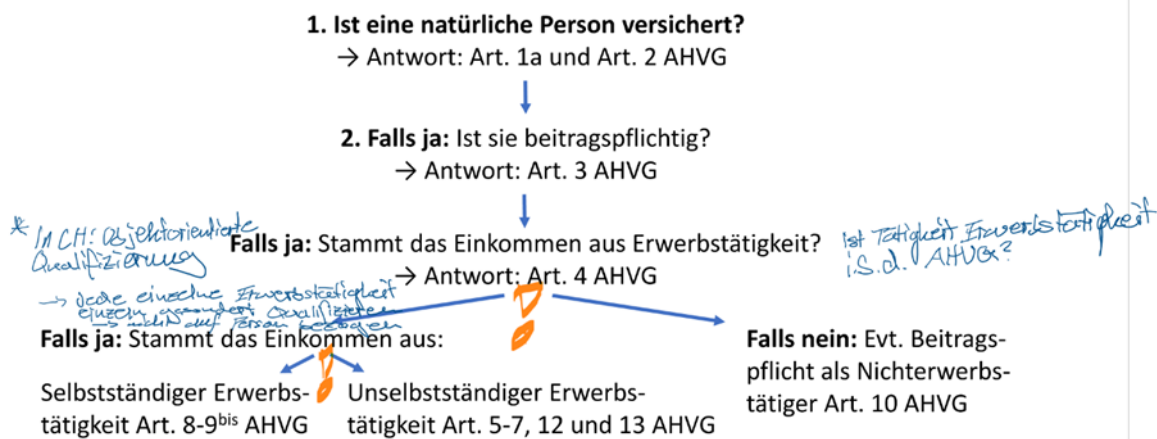 1. Ist eine natürliche Person versichert?
→ Antwort: Art. 1a und Art. 2 AHVG
2. Falls ja: Ist sie beitragspflichtig?
→ Antwort: Art. 3 AHVG
* In CH: Objektorientierte
Qualifizierung
Falls ja: Stammt das Einkommen aus Erwerbstätigkeit?
→ Antwort: Art. 4 AHVG
Ist Tätigkeit Erwerbstätigkeit
i.S.d. AHVG?
→ Jede einzelne Erwerbstätigkeit
einzeln gesondert Qualifizieren
→ nicht auf Person bezogen
Falls ja: Stammt das Einkommen aus:
Selbstständiger Erwerbs-
tätigkeit Art. 8-9bis AHVG
Unselbstständiger Erwerbs-
tätigkeit Art. 5-7, 12 und 13 AHVG
Falls nein: Evt. Beitrags-
pflicht als Nichterwerbs-
tätiger Art. 10 AHVG